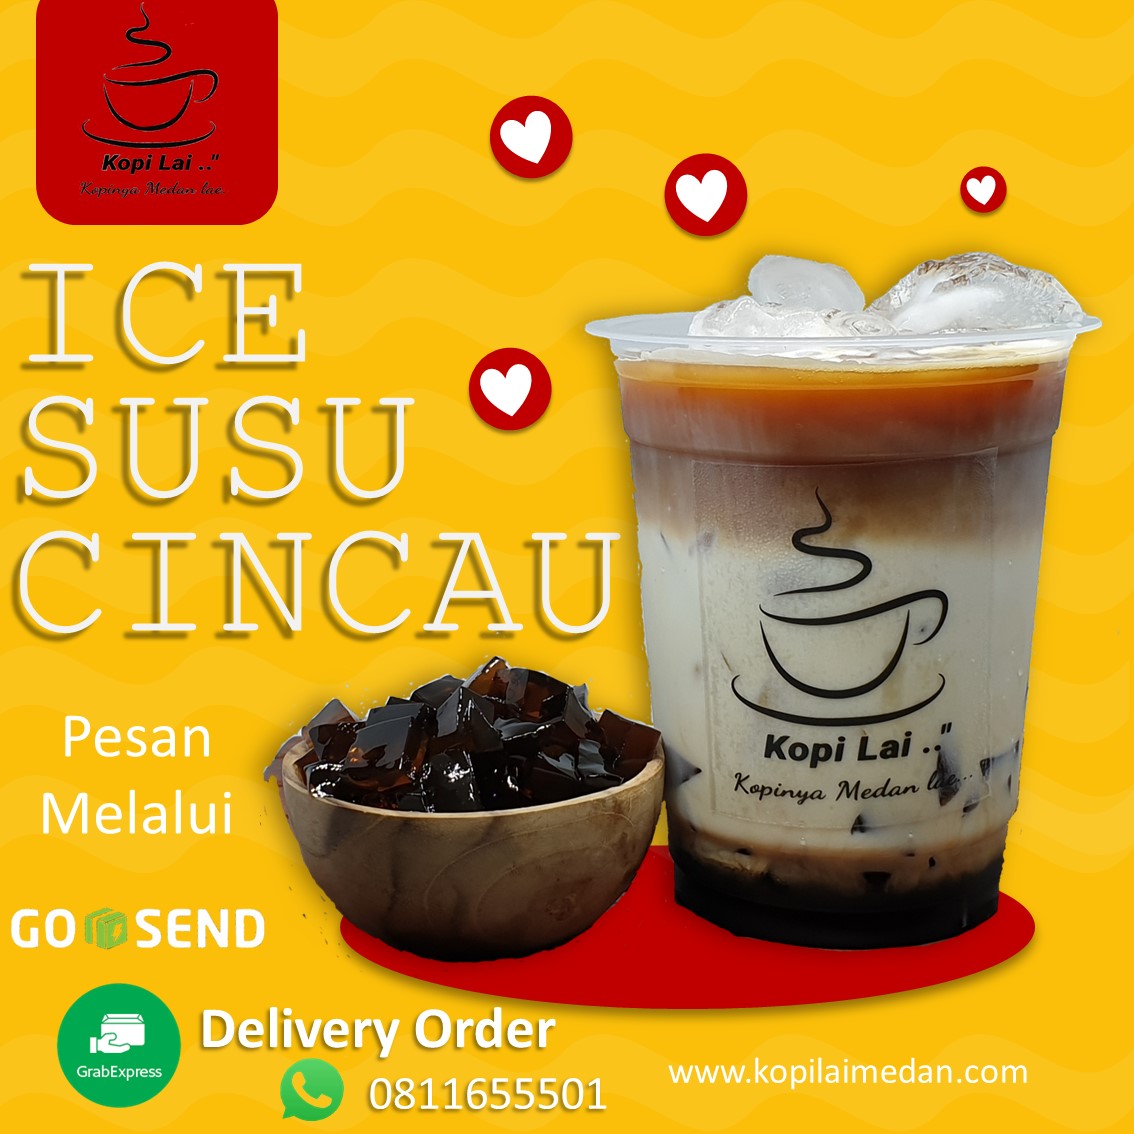 Kopi Lai .."
Kopinya Medan lae...
ICE
SUSU
CINCAU
Kopi Lai .."
Kopinya Medan lae...
Pesan
Melalui
GO SEND
GrabExpress
Delivery Order
0811655501
www.kopilaimedan.com